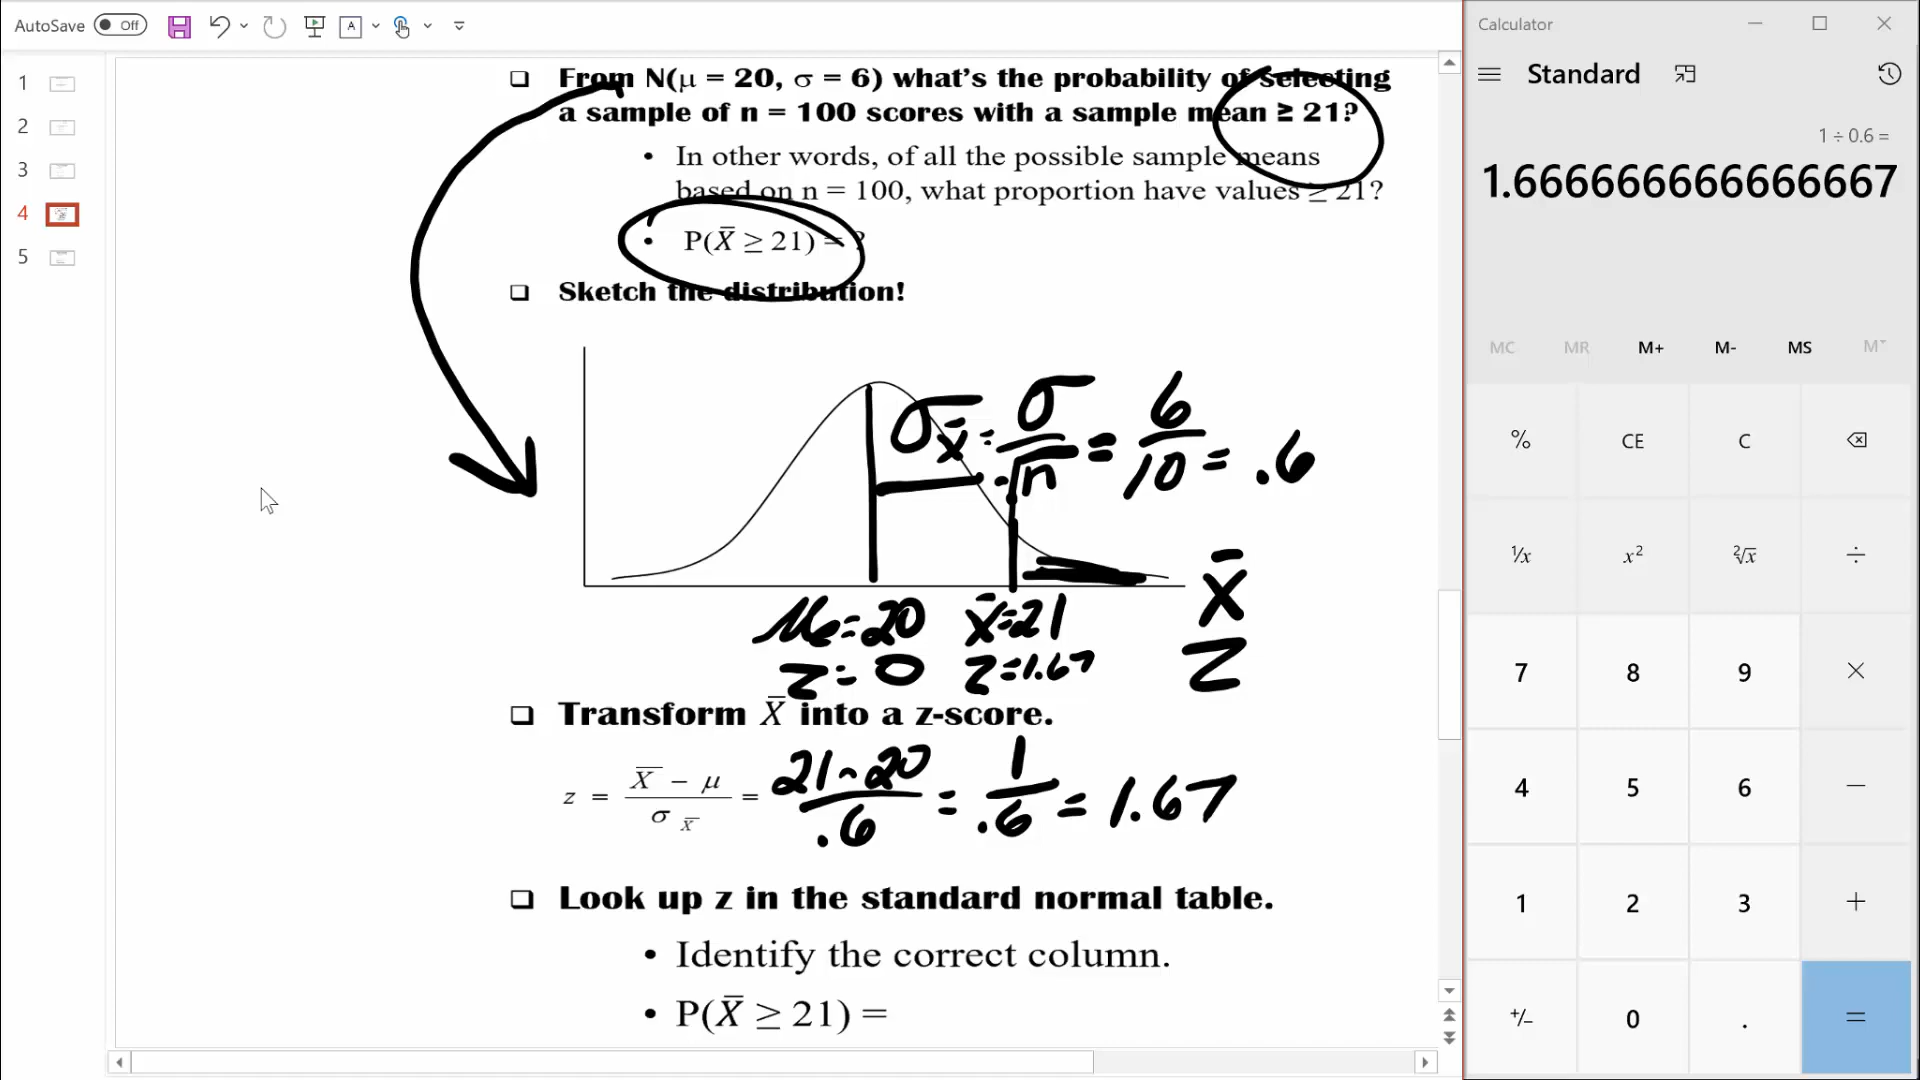 AutoSave Off
1
2
3
4
5
From N(μ = 20, σ = 6) what's the probability of selecting
a sample of n = 100 scores with a sample mean ≥ 21?
• In other words, of all the possible sample means
based on n = 100, what proportion have values ≥ 21?
• P(X̄ ≥ 21) = ?
Sketch the distribution!
σx̄ = σ/√n = 6/10 = .6
X̄
μ = 20 x̄ = 21
z = 0 z = 1.67
Z
Transform X̄ into a z-score.
z = (X̄ − μ)/σX̄ = (21 - 20)/.6 = 1/.6 = 1.67
Look up z in the standard normal table.
• Identify the correct column.
• P(X̄ ≥ 21) =
Calculator
Standard
1 ÷ 0.6 =
1.666666666666667
MC MR M+ M- MS M˅
% CE C
¹/x x² ²√x ÷
7 8 9 ×
4 5 6 −
1 2 3 +
+/− 0 . =